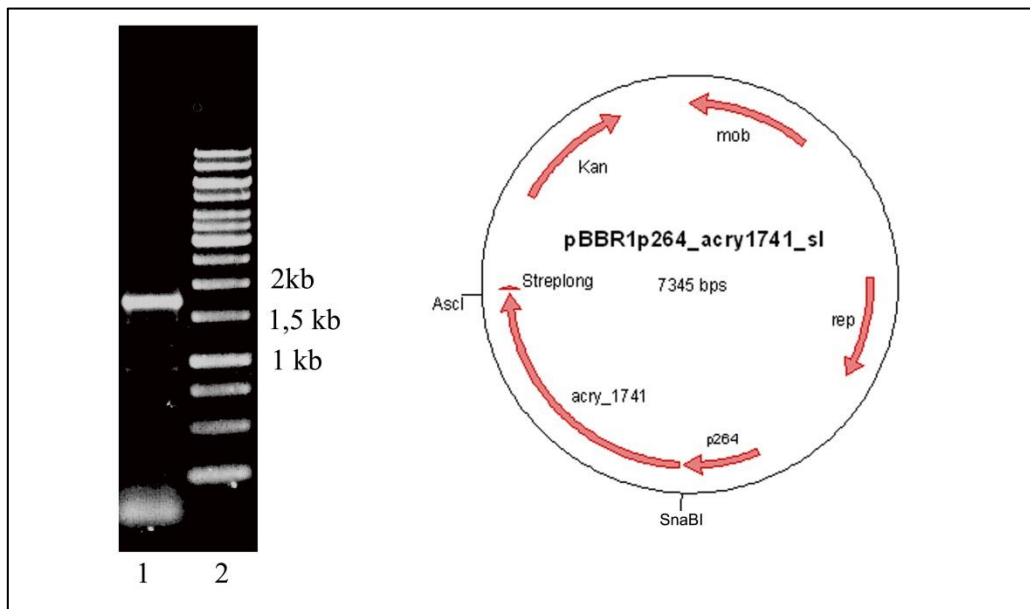 2kb
1,5 kb
1 kb
1
2
Kan
mob
pBBR1p264_acry1741_sl
Streplong
7345 bps
AscI
rep
acry_1741
p264
SnaBI